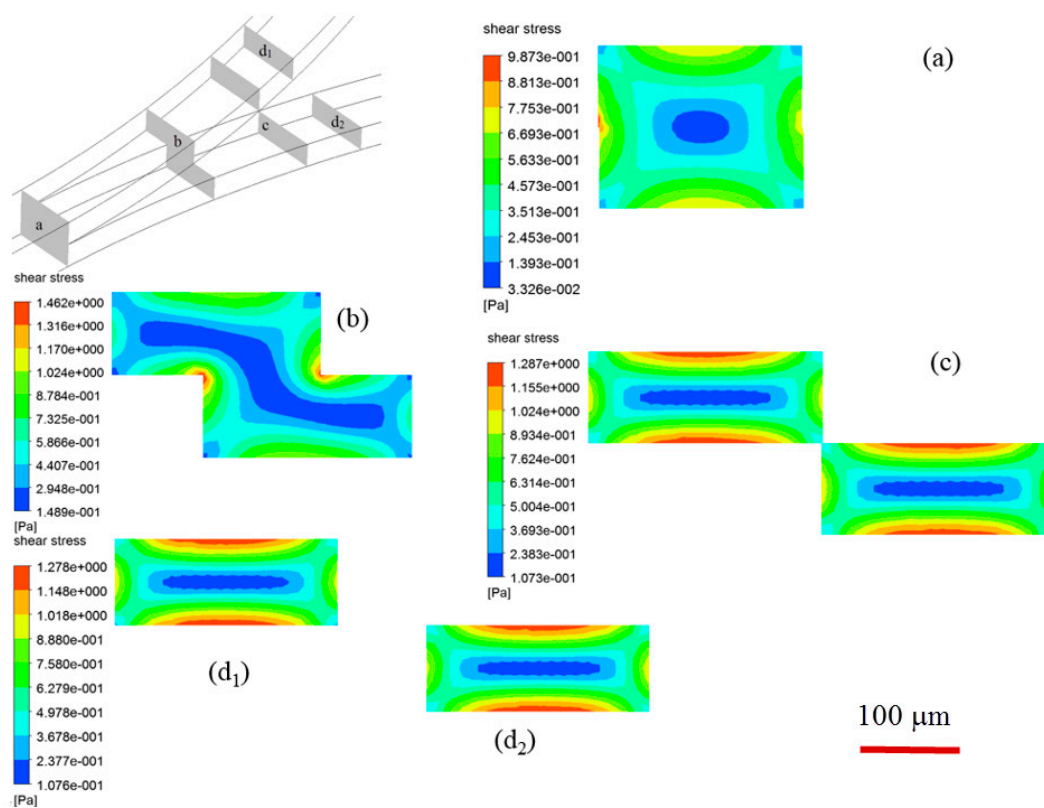 d1
c
d2
b
a
shear stress
9.873e-001
8.813e-001
7.753e-001
6.693e-001
5.633e-001
4.573e-001
3.513e-001
2.453e-001
1.393e-001
3.326e-002
[Pa]
(a)
shear stress
1.462e+000
1.316e+000
1.170e+000
1.024e+000
8.784e-001
7.325e-001
5.866e-001
4.407e-001
2.948e-001
1.489e-001
[Pa]
(b)
shear stress
1.287e+000
1.155e+000
1.024e+000
8.934e-001
7.624e-001
6.314e-001
5.004e-001
3.693e-001
2.383e-001
1.073e-001
[Pa]
(c)
shear stress
1.278e+000
1.148e+000
1.018e+000
8.880e-001
7.580e-001
6.279e-001
4.978e-001
3.678e-001
2.377e-001
1.076e-001
[Pa]
(d1)
(d2)
100 μm